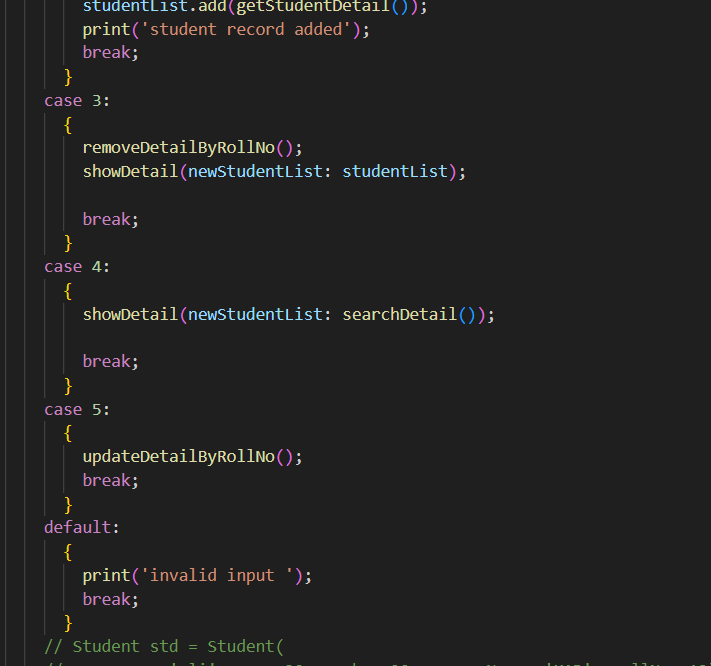 studentList.add(getStudentDetail());
print('student record added');
break;
}
case 3:
{
removeDetailByRollNo();
showDetail(newStudentList: studentList);
break;
}
case 4:
{
showDetail(newStudentList: searchDetail());
break;
}
case 5:
{
updateDetailByRollNo();
break;
}
default:
{
print('invalid input ');
break;
}
// Student std = Student(